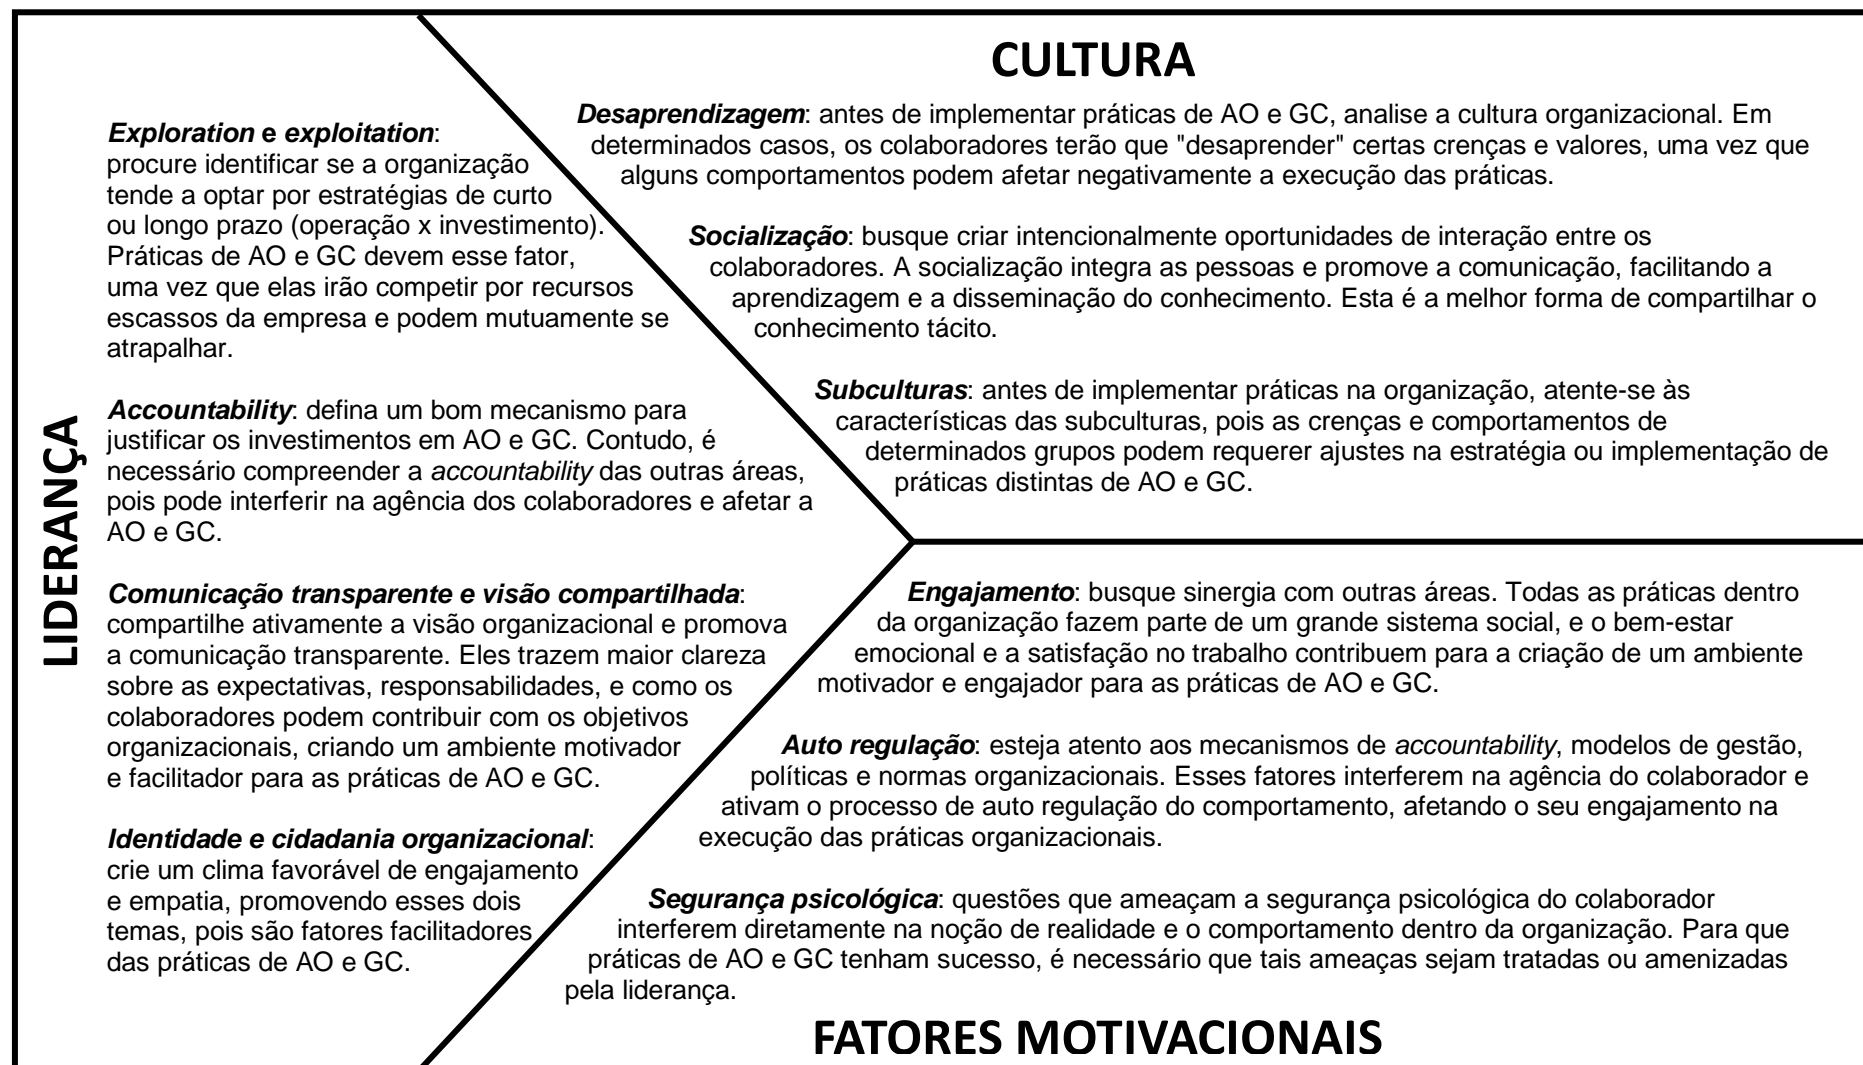 LIDERANÇA
Exploration e exploitation:
procure identificar se a organização
tende a optar por estratégias de curto
ou longo prazo (operação x investimento).
Práticas de AO e GC devem esse fator,
uma vez que elas irão competir por recursos
escassos da empresa e podem mutuamente se
atrapalhar.
Accountability: defina um bom mecanismo para
justificar os investimentos em AO e GC. Contudo, é
necessário compreender a accountability das outras áreas,
pois pode interferir na agência dos colaboradores e afetar a
AO e GC.
Comunicação transparente e visão compartilhada:
compartilhe ativamente a visão organizacional e promova
a comunicação transparente. Eles trazem maior clareza
sobre as expectativas, responsabilidades, e como os
colaboradores podem contribuir com os objetivos
organizacionais, criando um ambiente motivador
e facilitador para as práticas de AO e GC.
Identidade e cidadania organizacional:
crie um clima favorável de engajamento
e empatia, promovendo esses dois
temas, pois são fatores facilitadores
das práticas de AO e GC.
CULTURA
Desaprendizagem: antes de implementar práticas de AO e GC, analise a cultura organizacional. Em
determinados casos, os colaboradores terão que "desaprender" certas crenças e valores, uma vez que
alguns comportamentos podem afetar negativamente a execução das práticas.
Socialização: busque criar intencionalmente oportunidades de interação entre os
colaboradores. A socialização integra as pessoas e promove a comunicação, facilitando a
aprendizagem e a disseminação do conhecimento. Esta é a melhor forma de compartilhar o
conhecimento tácito.
Subculturas: antes de implementar práticas na organização, atente-se às
características das subculturas, pois as crenças e comportamentos de
determinados grupos podem requerer ajustes na estratégia ou implementação de
práticas distintas de AO e GC.
Engajamento: busque sinergia com outras áreas. Todas as práticas dentro
da organização fazem parte de um grande sistema social, e o bem-estar
emocional e a satisfação no trabalho contribuem para a criação de um ambiente
motivador e engajador para as práticas de AO e GC.
Auto regulação: esteja atento aos mecanismos de accountability, modelos de gestão,
políticas e normas organizacionais. Esses fatores interferem na agência do colaborador e
ativam o processo de auto regulação do comportamento, afetando o seu engajamento na
execução das práticas organizacionais.
Segurança psicológica: questões que ameaçam a segurança psicológica do colaborador
interferem diretamente na noção de realidade e o comportamento dentro da organização. Para que
práticas de AO e GC tenham sucesso, é necessário que tais ameaças sejam tratadas ou amenizadas
pela liderança.
FATORES MOTIVACIONAIS